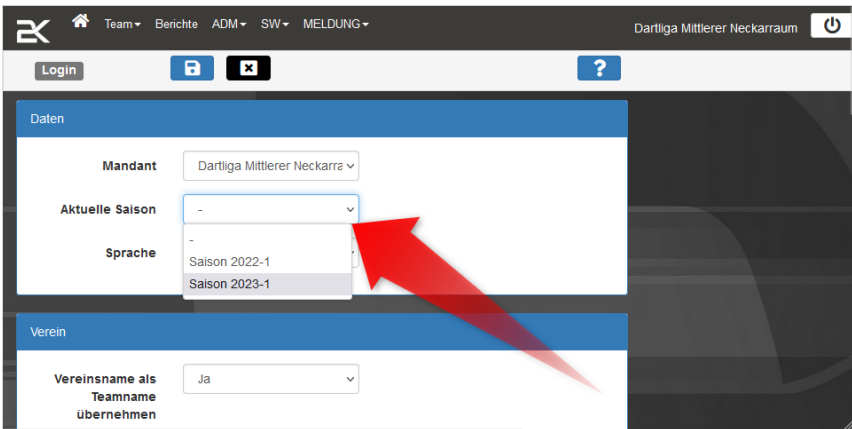 2K Team Berichte ADM SW MELDUNG Dartliga Mittlerer Neckarraum
Login ?
Daten
Mandant Dartliga Mittlerer Neckarra
Aktuelle Saison -
-
Sprache
Saison 2022-1
Saison 2023-1
Verein
Vereinsname als Ja
Teamname
übernehmen